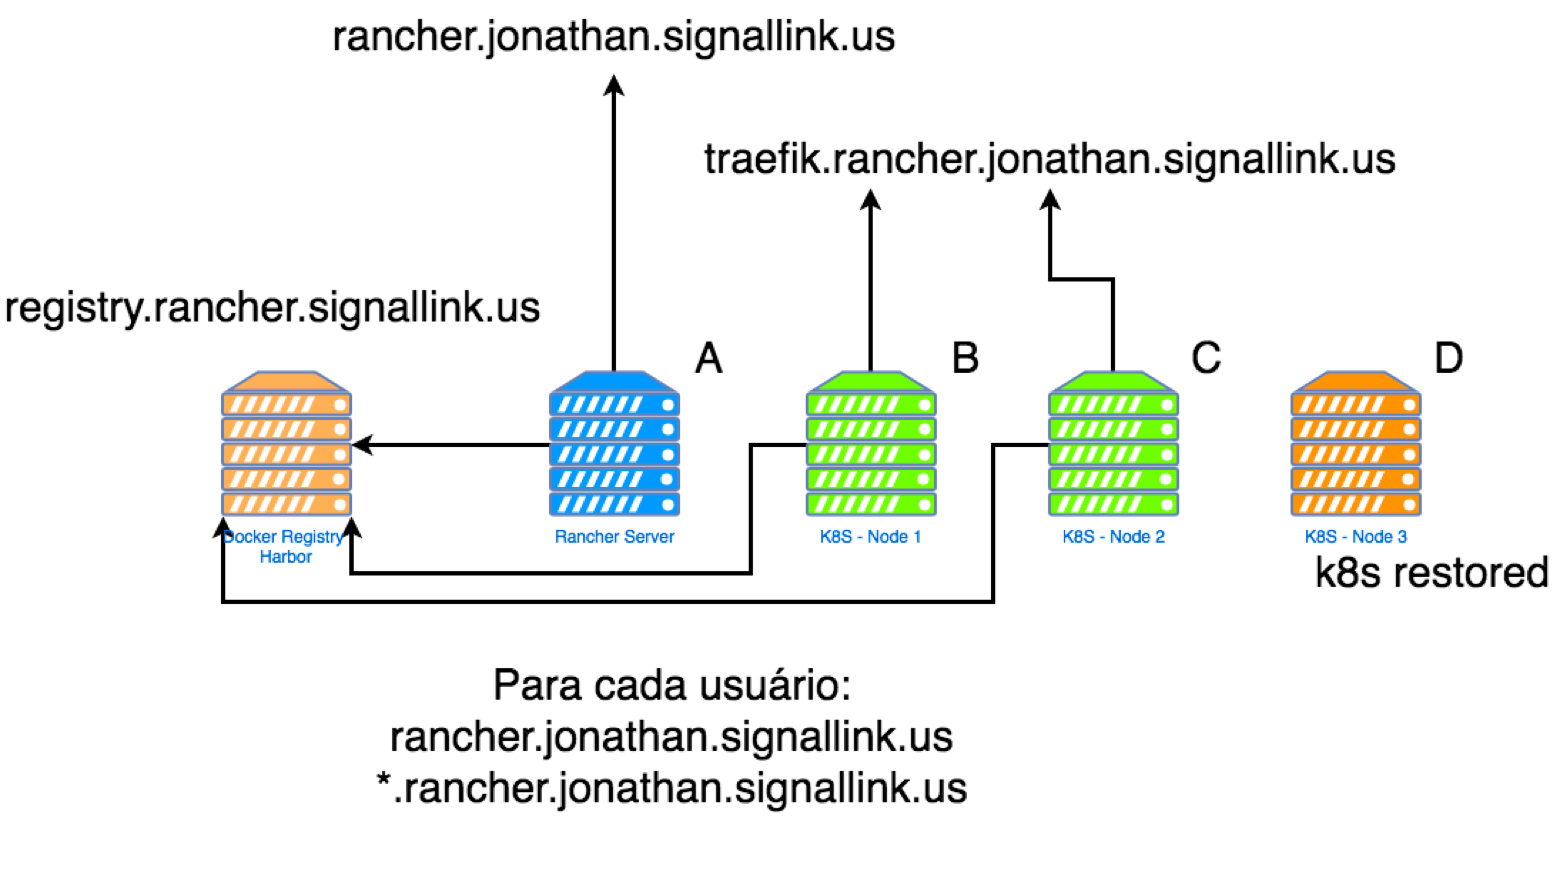 rancher.jonathan.signallink.us
traefik.rancher.jonathan.signallink.us
registry.rancher.signallink.us
A
B
C
D
Docker Registry
Harbor
Rancher Server
K8S - Node 1
K8S - Node 2
K8S - Node 3
k8s restored
Para cada usuário:
rancher.jonathan.signallink.us
*.rancher.jonathan.signallink.us